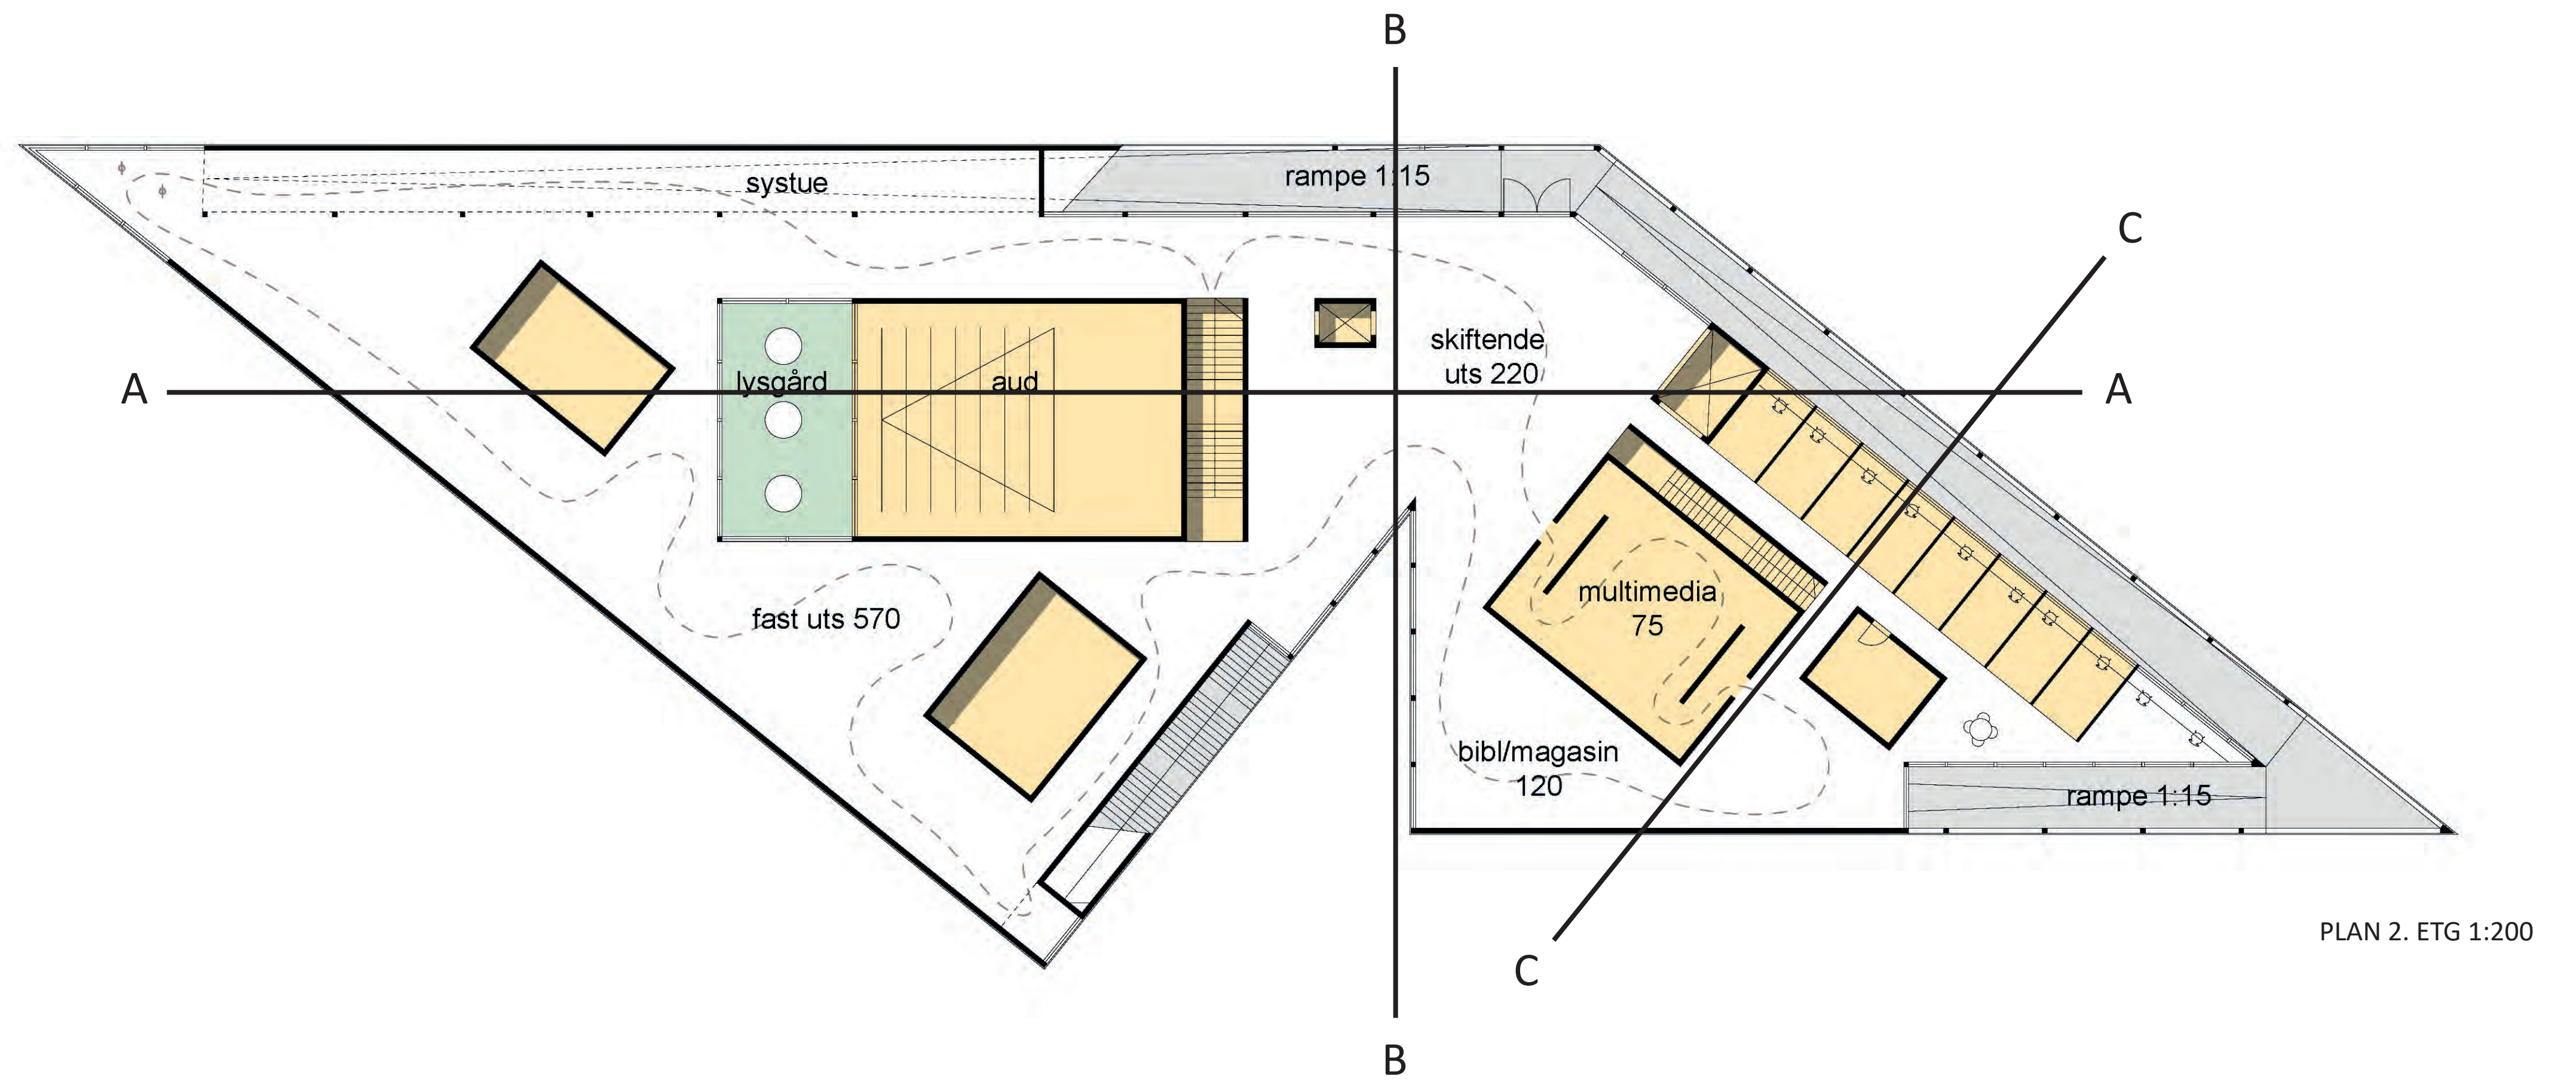 B
systue
rampe 1:15
C
skiftende
uts 220
A
lysgård
aud
A
multimedia
75
fast uts 570
bibl/magasin
120
rampe 1:15
PLAN 2. ETG 1:200
C
B